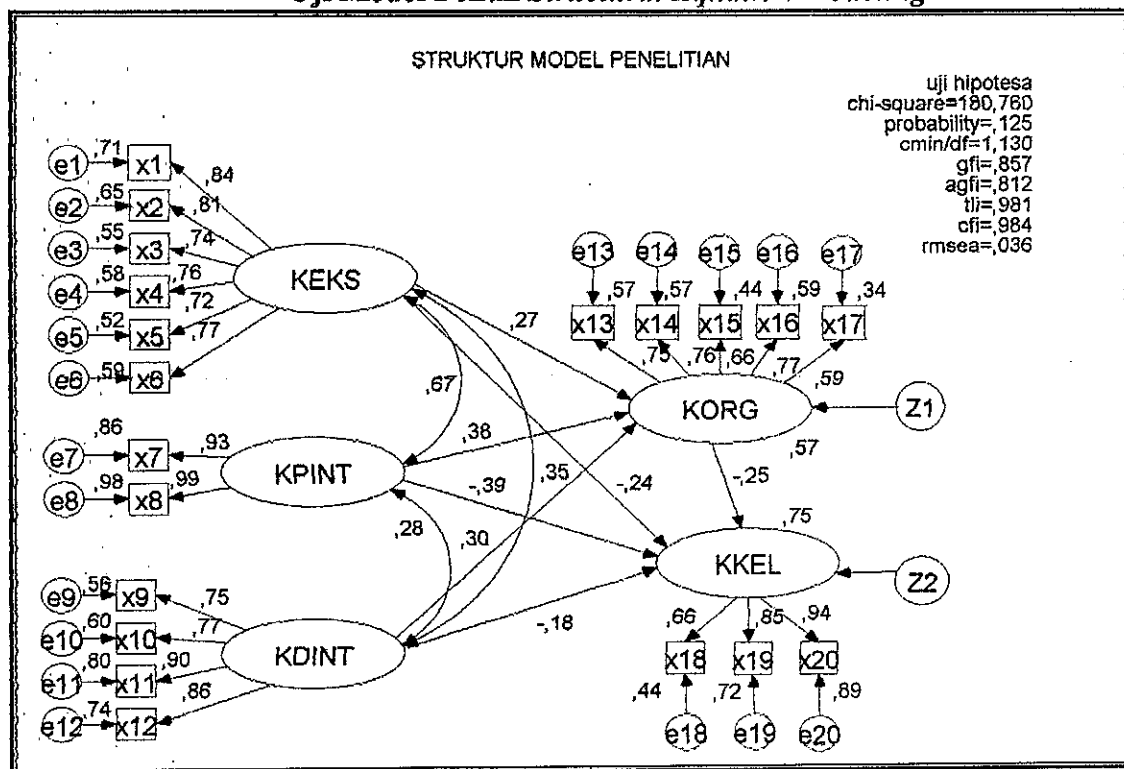 STRUKTUR MODEL PENELITIAN
uji hipotesa
chi-square=180,760
probability=,125
cmin/df=1,130
gfi=,857
agfi=,812
tli=,981
cfi=,984
rmsea=,036
e1 ,71 x1 ,84
e2 ,65 x2 ,81
e3 ,55 x3 ,74
e4 ,58 x4 ,76
e5 ,52 x5 ,72
e6 ,59 x6 ,77
KEKS
e7 ,86 x7 ,93
e8 ,98 x8 ,99
KPINT
e9 ,56 x9 ,75
e10 ,60 x10 ,77
e11 ,80 x11 ,90
e12 ,74 x12 ,86
KDINT
,67
,28
,35
,27
,38
,30
-,39
-,24
-,18
e13 e14 e15 e16 e17
,57 ,57 ,44 ,59 ,34
x13 x14 x15 x16 x17
,75 ,76 ,66 ,77 ,59
KORG
Z1
,57
-,25
,75
KKEL
Z2
,66 ,85 ,94
x18 x19 x20
,44 ,72 ,89
e18 e19 e20